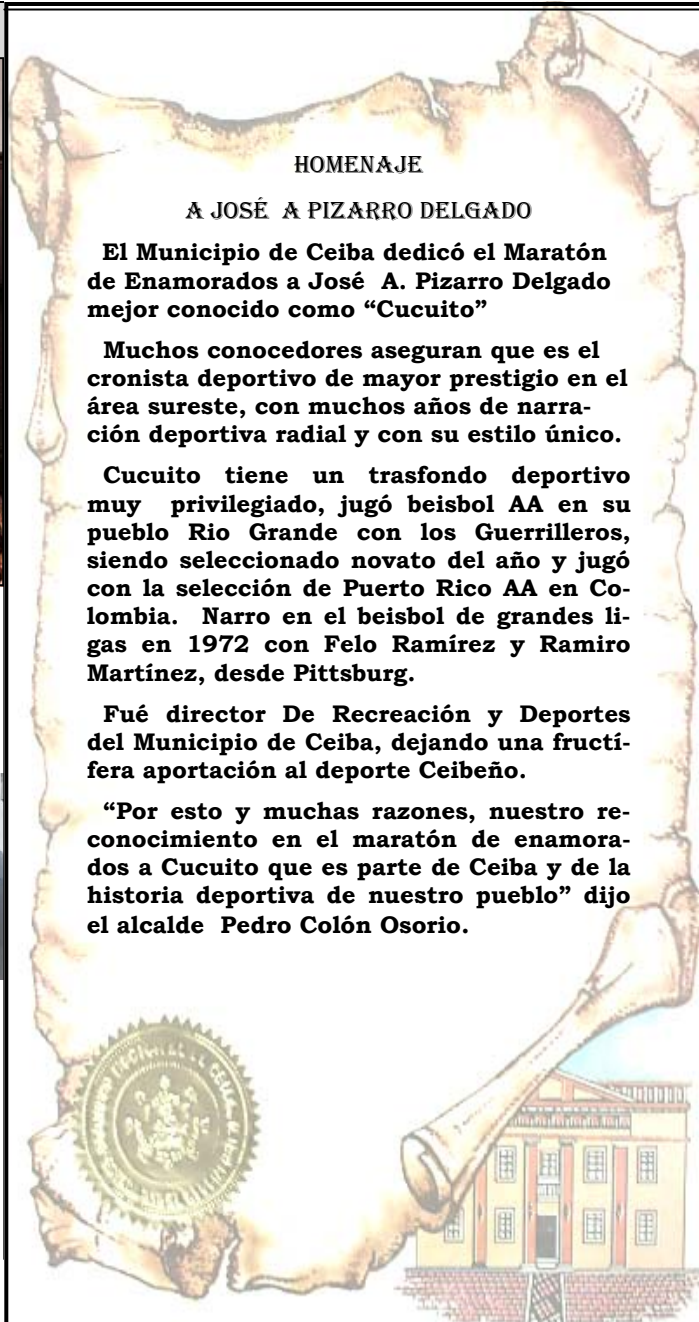 HOMENAJE
A JOSÉ A PIZARRO DELGADO
El Municipio de Ceiba dedicó el Maratón
de Enamorados a José A. Pizarro Delgado
mejor conocido como “Cucuito”
Muchos conocedores aseguran que es el
cronista deportivo de mayor prestigio en el
área sureste, con muchos años de narra-
ción deportiva radial y con su estilo único.
Cucuito tiene un trasfondo deportivo
muy privilegiado, jugó beisbol AA en su
pueblo Rio Grande con los Guerrilleros,
siendo seleccionado novato del año y jugó
con la selección de Puerto Rico AA en Co-
lombia. Narro en el beisbol de grandes li-
gas en 1972 con Felo Ramírez y Ramiro
Martínez, desde Pittsburg.
Fué director De Recreación y Deportes
del Municipio de Ceiba, dejando una fructí-
fera aportación al deporte Ceibeño.
“Por esto y muchas razones, nuestro re-
conocimiento en el maratón de enamora-
dos a Cucuito que es parte de Ceiba y de la
historia deportiva de nuestro pueblo” dijo
el alcalde Pedro Colón Osorio.